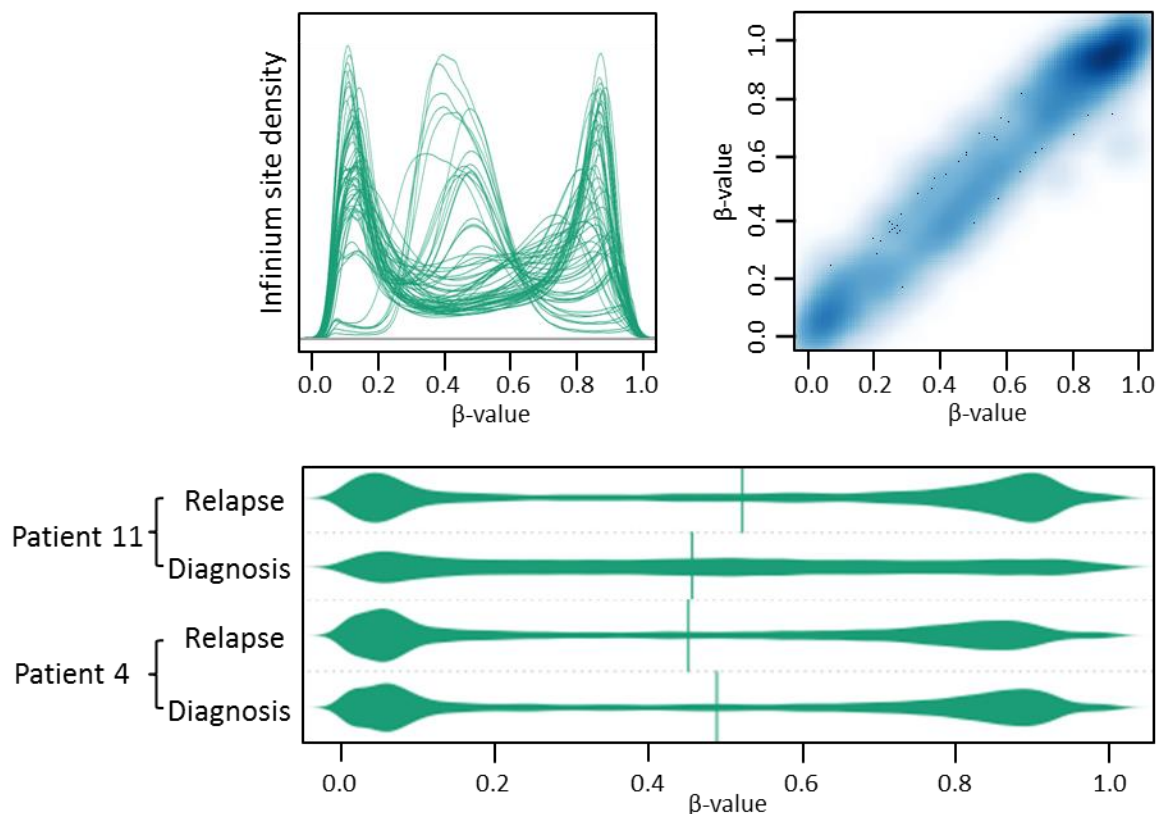 Infinium site density
0.0 0.2 0.4 0.6 0.8 1.0
β-value
β-value
0.0 0.2 0.4 0.6 0.8 1.0
0.0 0.2 0.4 0.6 0.8 1.0
β-value
Patient 11
Relapse
Diagnosis
Patient 4
Relapse
Diagnosis
0.0 0.2 0.4 0.6 0.8 1.0
β-value